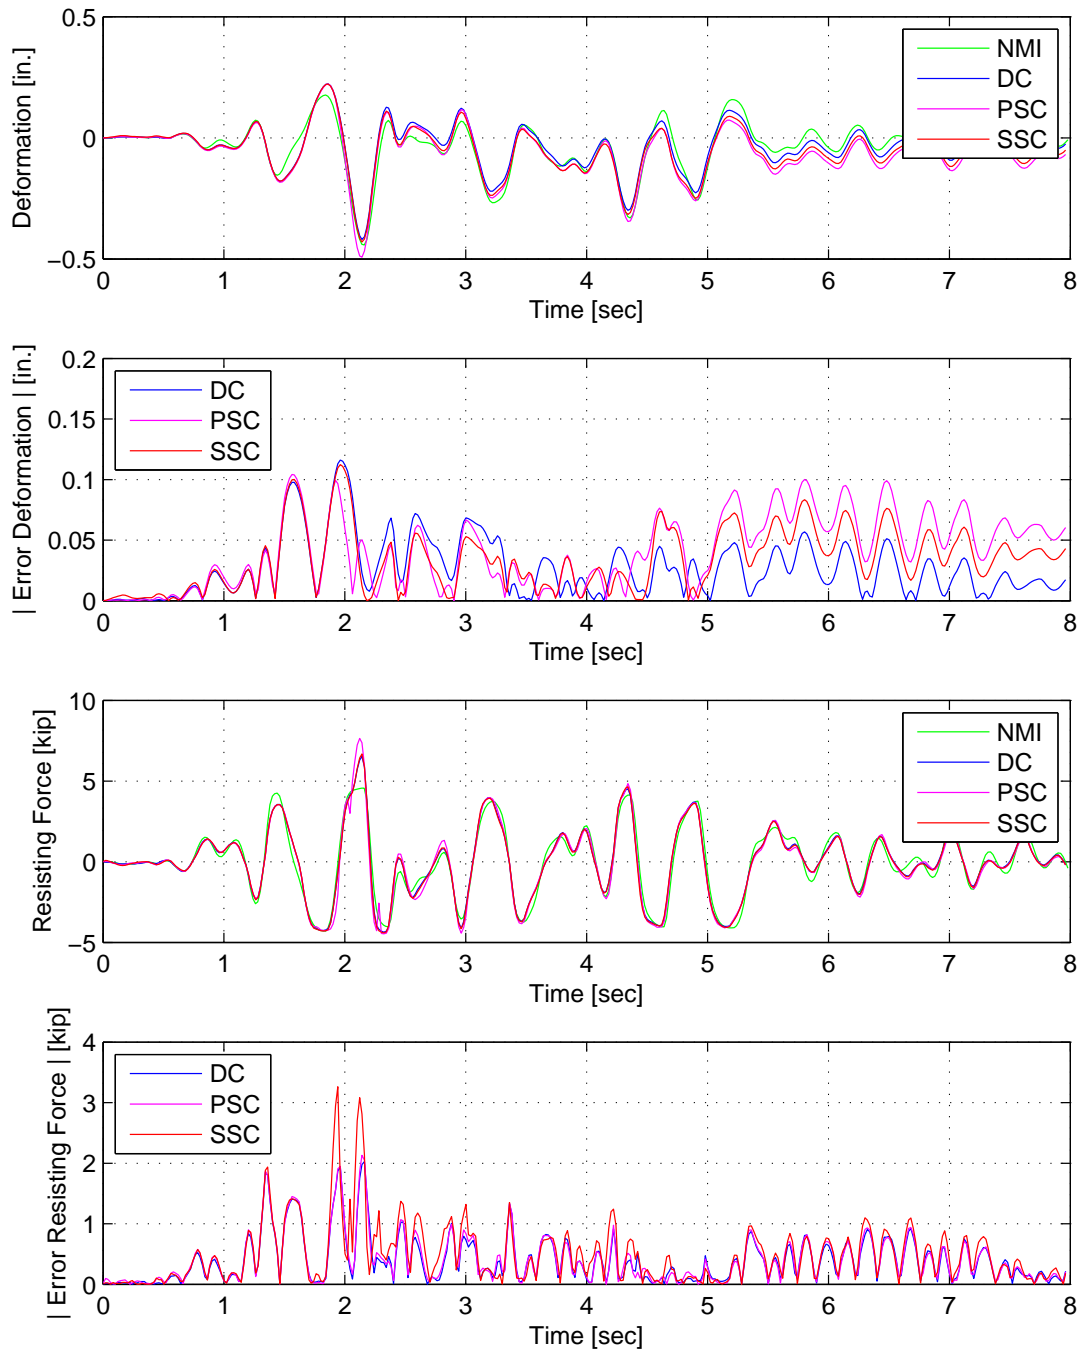 0.5
0
−0.5
Deformation [in.]
NMI
DC
PSC
SSC
0 1 2 3 4 5 6 7 8
Time [sec]
0.2
0.15
0.1
0.05
0
| Error Deformation | [in.]
DC
PSC
SSC
0 1 2 3 4 5 6 7 8
Time [sec]
10
5
0
−5
Resisting Force [kip]
NMI
DC
PSC
SSC
0 1 2 3 4 5 6 7 8
Time [sec]
4
3
2
1
0
| Error Resisting Force | [kip]
DC
PSC
SSC
0 1 2 3 4 5 6 7 8
Time [sec]